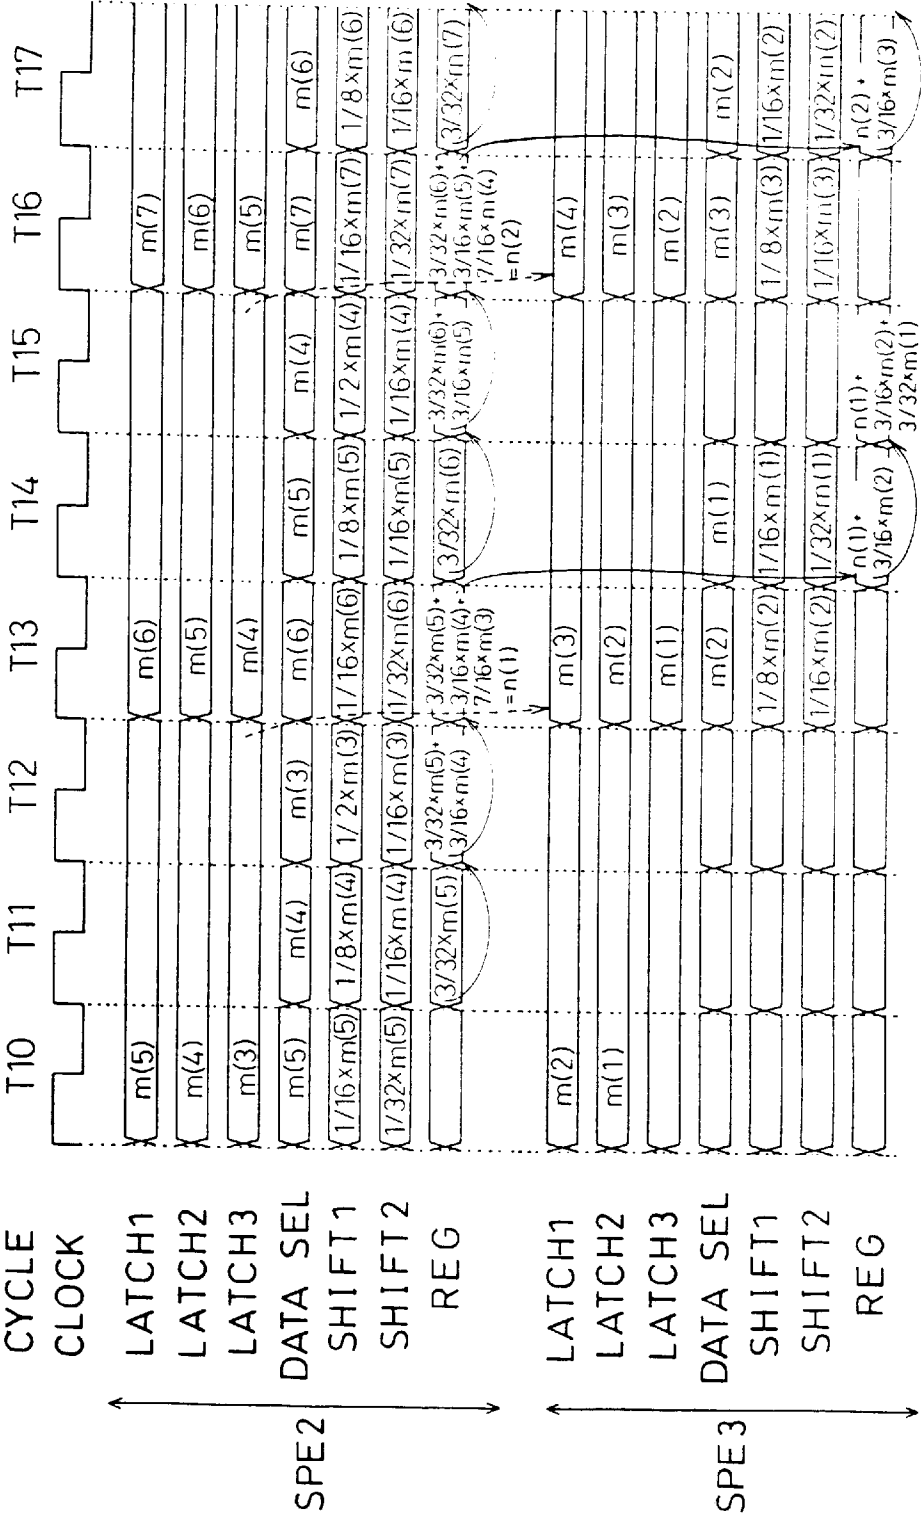 CYCLE T10 T11 T12 T13 T14 T15 T16 T17
CLOCK
SPE2
LATCH1 m(5) m(6) m(7)
LATCH2 m(4) m(5) m(6)
LATCH3 m(3) m(4) m(5)
DATA SEL m(5) m(4) m(3) m(6) m(5) m(4) m(7) m(6)
SHIFT1 1/16×m(5) 1/8×m(4) 1/2×m(3) 1/16×m(6) 1/8×m(5) 1/2×m(4) 1/16×m(7) 1/8×m(6)
SHIFT2 1/32×m(5) 1/16×m(4) 1/16×m(3) 1/32×m(6) 1/16×m(5) 1/16×m(4) 1/32×m(7) 1/16×m(6)
REG (3/32×m(5)) 3/32×m(5)+ 3/32×m(5)+ (3/32×m(6)) 3/32×m(6)+ 3/32×m(6)+ (3/32×m(7))
3/16×m(4) 3/16×m(4)+ 3/16×m(5) 3/16×m(5)+
7/16×m(3) 7/16×m(4)
=n(1) =n(2)
SPE3
LATCH1 m(2) m(3) m(4)
LATCH2 m(1) m(2) m(3)
LATCH3 m(1) m(2)
DATA SEL m(2) m(1) m(3) m(2)
SHIFT1 1/8×m(2) 1/16×m(1) 1/8×m(3) 1/16×m(2)
SHIFT2 1/16×m(2) 1/32×m(1) 1/16×m(3) 1/32×m(2)
REG n(1)+ n(1)+ n(2)+
(3/16×m(2) 3/16×m(2)+ (3/16×m(3)
3/32×m(1)